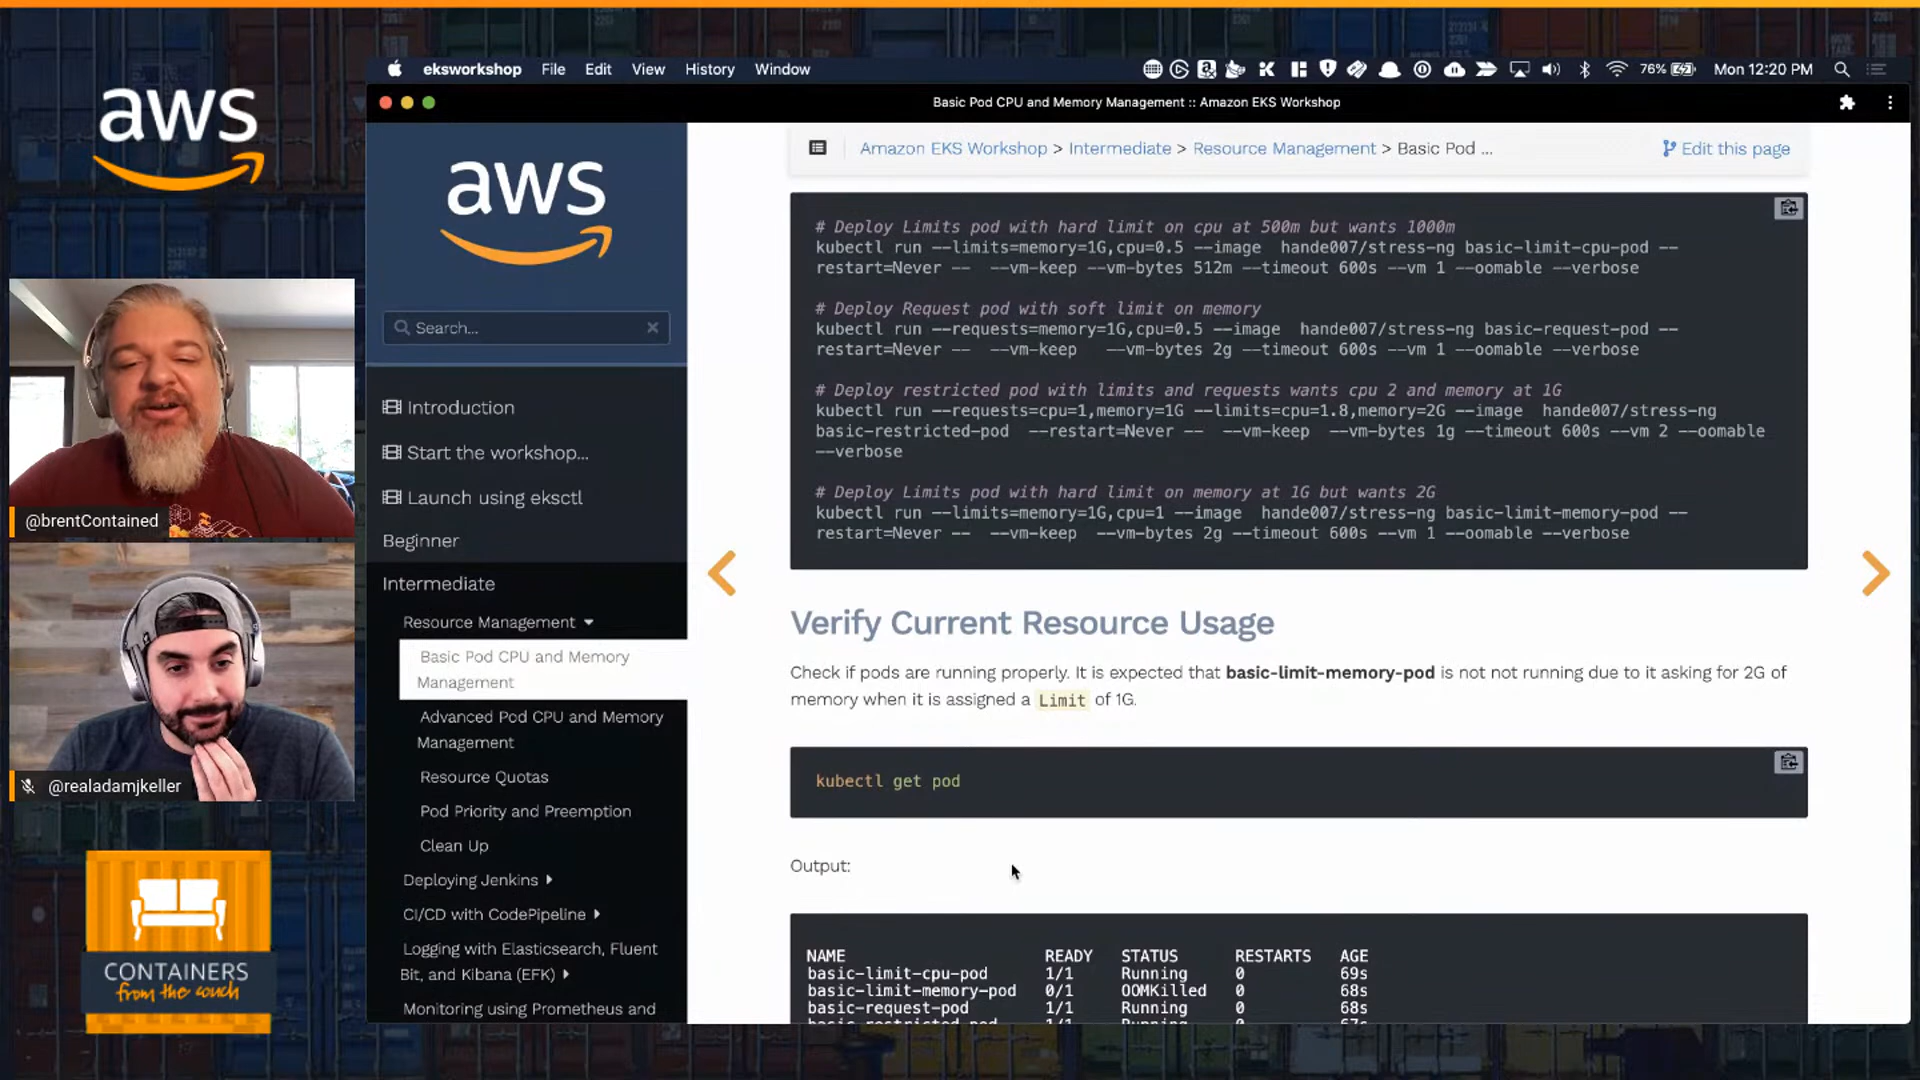 aws
eksworkshop File Edit View History Window
76% Mon 12:20 PM
Basic Pod CPU and Memory Management :: Amazon EKS Workshop
aws
Search...
Introduction
Start the workshop...
Launch using eksctl
Beginner
Intermediate
Resource Management
Basic Pod CPU and Memory
Management
Advanced Pod CPU and Memory
Management
Resource Quotas
Pod Priority and Preemption
Clean Up
Deploying Jenkins
CI/CD with CodePipeline
Logging with Elasticsearch, Fluent
Bit, and Kibana (EFK)
Monitoring using Prometheus and
Amazon EKS Workshop > Intermediate > Resource Management > Basic Pod ...
Edit this page
# Deploy Limits pod with hard limit on cpu at 500m but wants 1000m
kubectl run --limits=memory=1G,cpu=0.5 --image  hande007/stress-ng basic-limit-cpu-pod --
restart=Never --  --vm-keep --vm-bytes 512m --timeout 600s --vm 1 --oomable --verbose
# Deploy Request pod with soft limit on memory
kubectl run --requests=memory=1G,cpu=0.5 --image  hande007/stress-ng basic-request-pod --
restart=Never --  --vm-keep  --vm-bytes 2g --timeout 600s --vm 1 --oomable --verbose
# Deploy restricted pod with limits and requests wants cpu 2 and memory at 1G
kubectl run --requests=cpu=1,memory=1G --limits=cpu=1.8,memory=2G --image  hande007/stress-ng
basic-restricted-pod  --restart=Never --  --vm-keep  --vm-bytes 1g --timeout 600s --vm 2 --oomable
--verbose
# Deploy Limits pod with hard limit on memory at 1G but wants 2G
kubectl run --limits=memory=1G,cpu=1 --image  hande007/stress-ng basic-limit-memory-pod --
restart=Never --  --vm-keep  --vm-bytes 2g --timeout 600s --vm 1 --oomable --verbose
Verify Current Resource Usage
Check if pods are running properly. It is expected that basic-limit-memory-pod is not not running due to it asking for 2G of
memory when it is assigned a Limit of 1G.
kubectl get pod
Output:
NAME READY STATUS RESTARTS AGE
basic-limit-cpu-pod 1/1 Running 0 69s
basic-limit-memory-pod 0/1 OOMKilled 0 68s
basic-request-pod 1/1 Running 0 68s
basic-restricted-pod 1/1 Running 0 67s
@brentContained
@realadamjkeller
CONTAINERS
from the couch